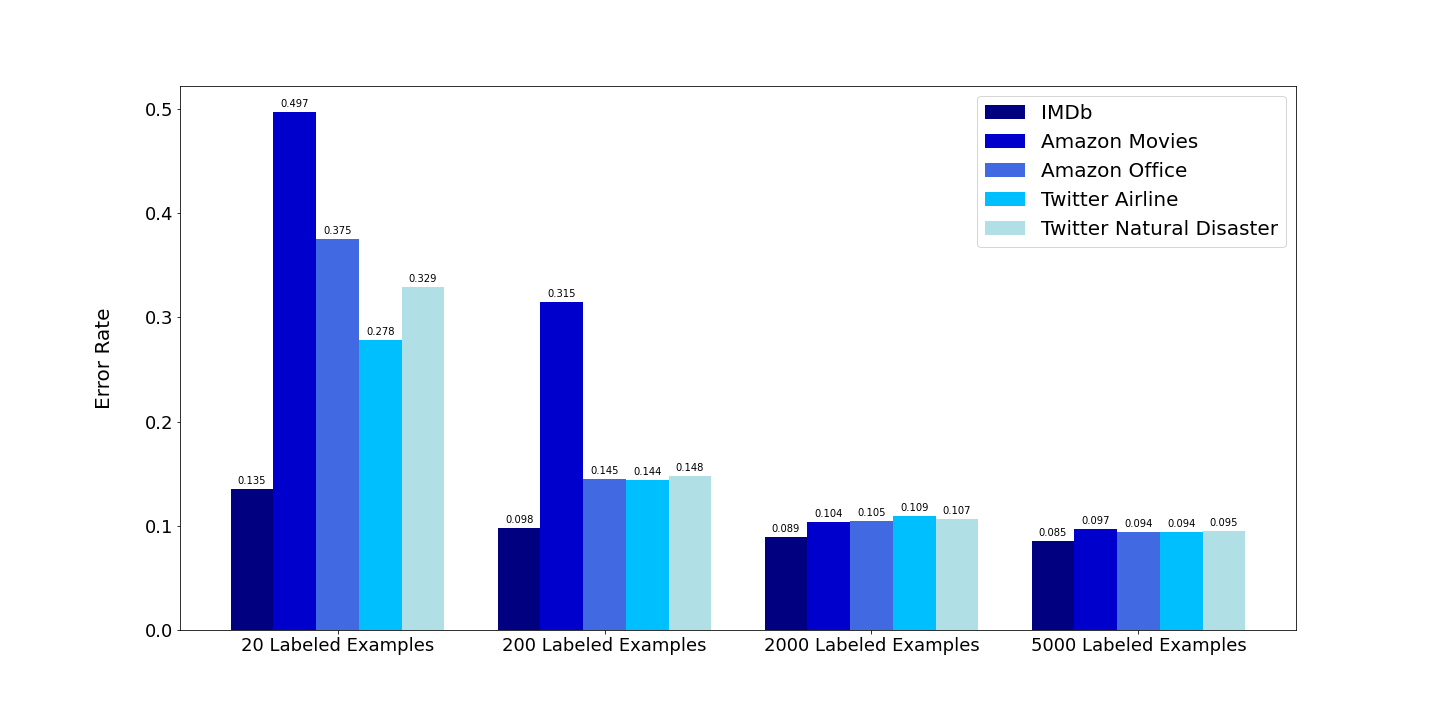 0.5
0.4
0.3
0.2
0.1
0.0
Error Rate
0.135
0.497
0.375
0.278
0.329
0.098
0.315
0.145
0.144
0.148
0.089
0.104
0.105
0.109
0.107
0.085
0.097
0.094
0.094
0.095
IMDb
Amazon Movies
Amazon Office
Twitter Airline
Twitter Natural Disaster
20 Labeled Examples
200 Labeled Examples
2000 Labeled Examples
5000 Labeled Examples